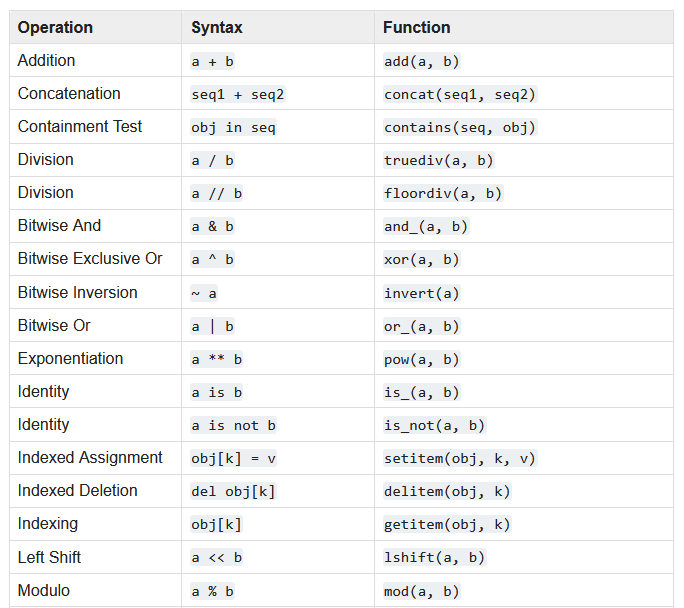 Operation Syntax Function
Addition a + b add(a, b)
Concatenation seq1 + seq2 concat(seq1, seq2)
Containment Test obj in seq contains(seq, obj)
Division a / b truediv(a, b)
Division a // b floordiv(a, b)
Bitwise And a & b and_(a, b)
Bitwise Exclusive Or a ^ b xor(a, b)
Bitwise Inversion ~ a invert(a)
Bitwise Or a | b or_(a, b)
Exponentiation a ** b pow(a, b)
Identity a is b is_(a, b)
Identity a is not b is_not(a, b)
Indexed Assignment obj[k] = v setitem(obj, k, v)
Indexed Deletion del obj[k] delitem(obj, k)
Indexing obj[k] getitem(obj, k)
Left Shift a << b lshift(a, b)
Modulo a % b mod(a, b)